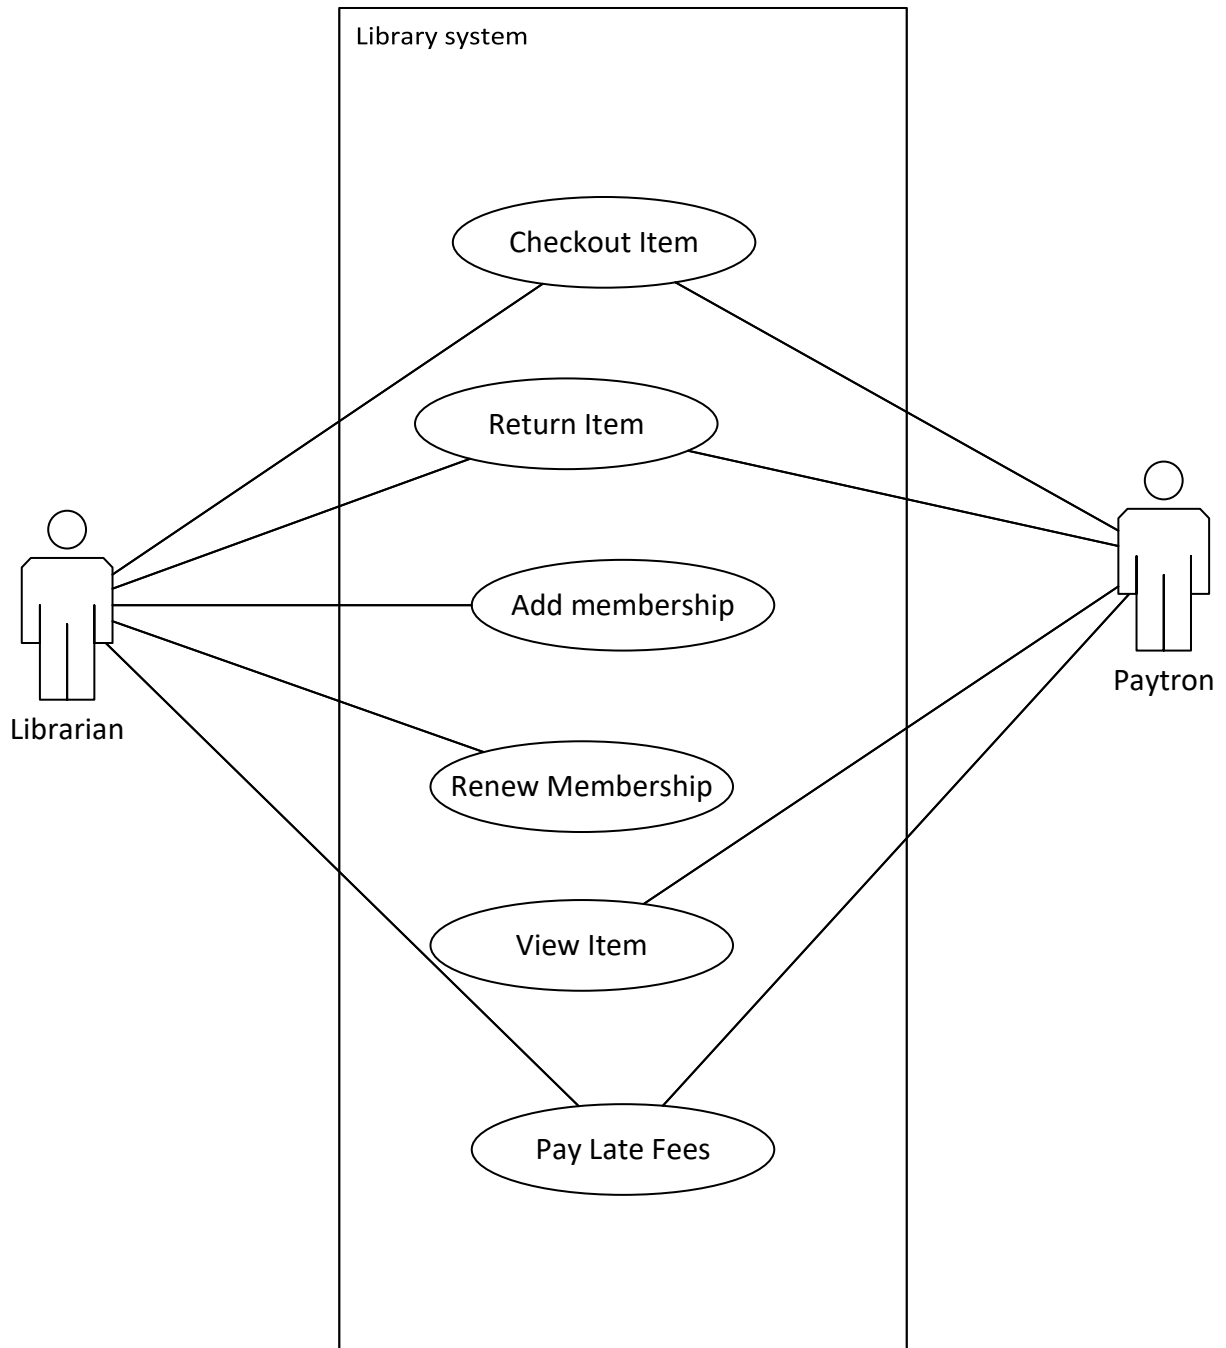 Library system
Checkout Item
Return Item
Add membership
Paytron
Librarian
Renew Membership
View Item
Pay Late Fees